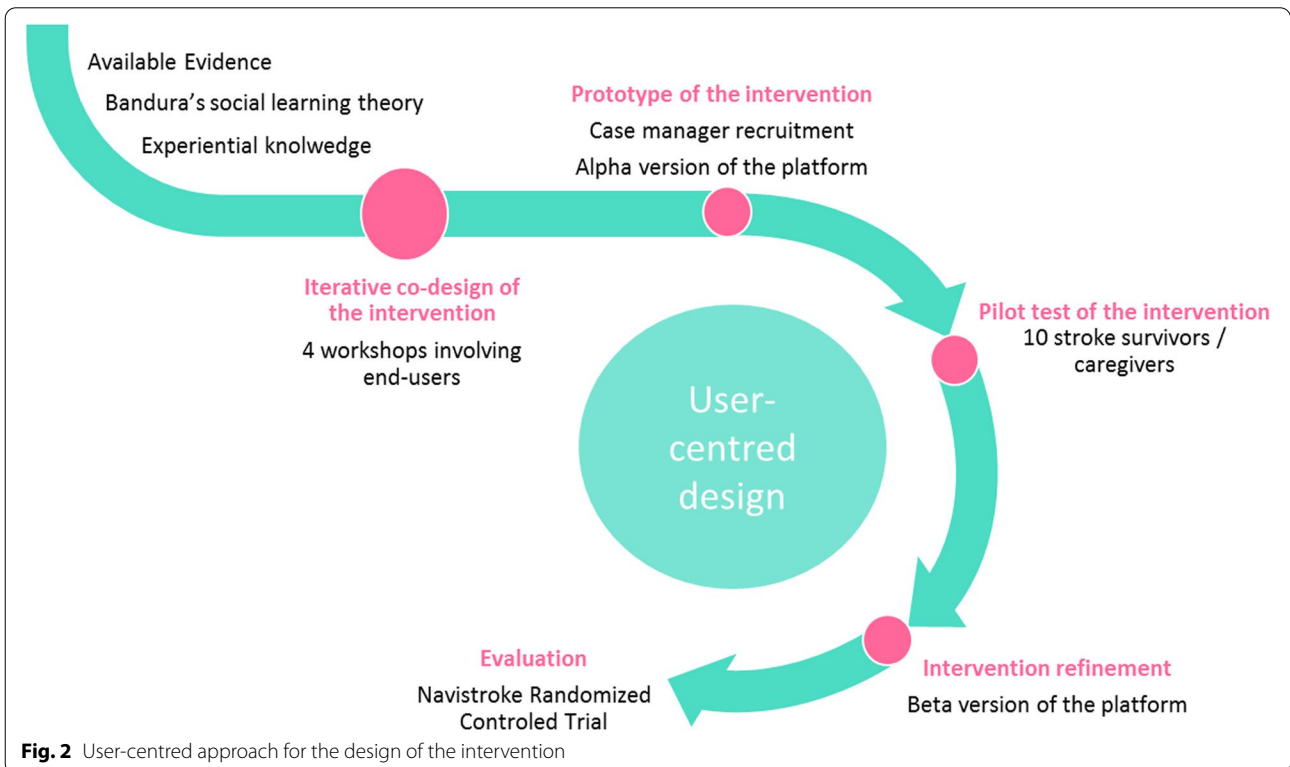 Available Evidence
Bandura's social learning theory
Experiential knolwedge
Prototype of the intervention
Case manager recruitment
Alpha version of the platform
Iterative co-design of
the intervention
4 workshops involving
end-users
Pilot test of the intervention
10 stroke survivors /
caregivers
User-
centred
design
Intervention refinement
Beta version of the platform
Evaluation
Navistroke Randomized
Controled Trial
Fig. 2 User-centred approach for the design of the intervention